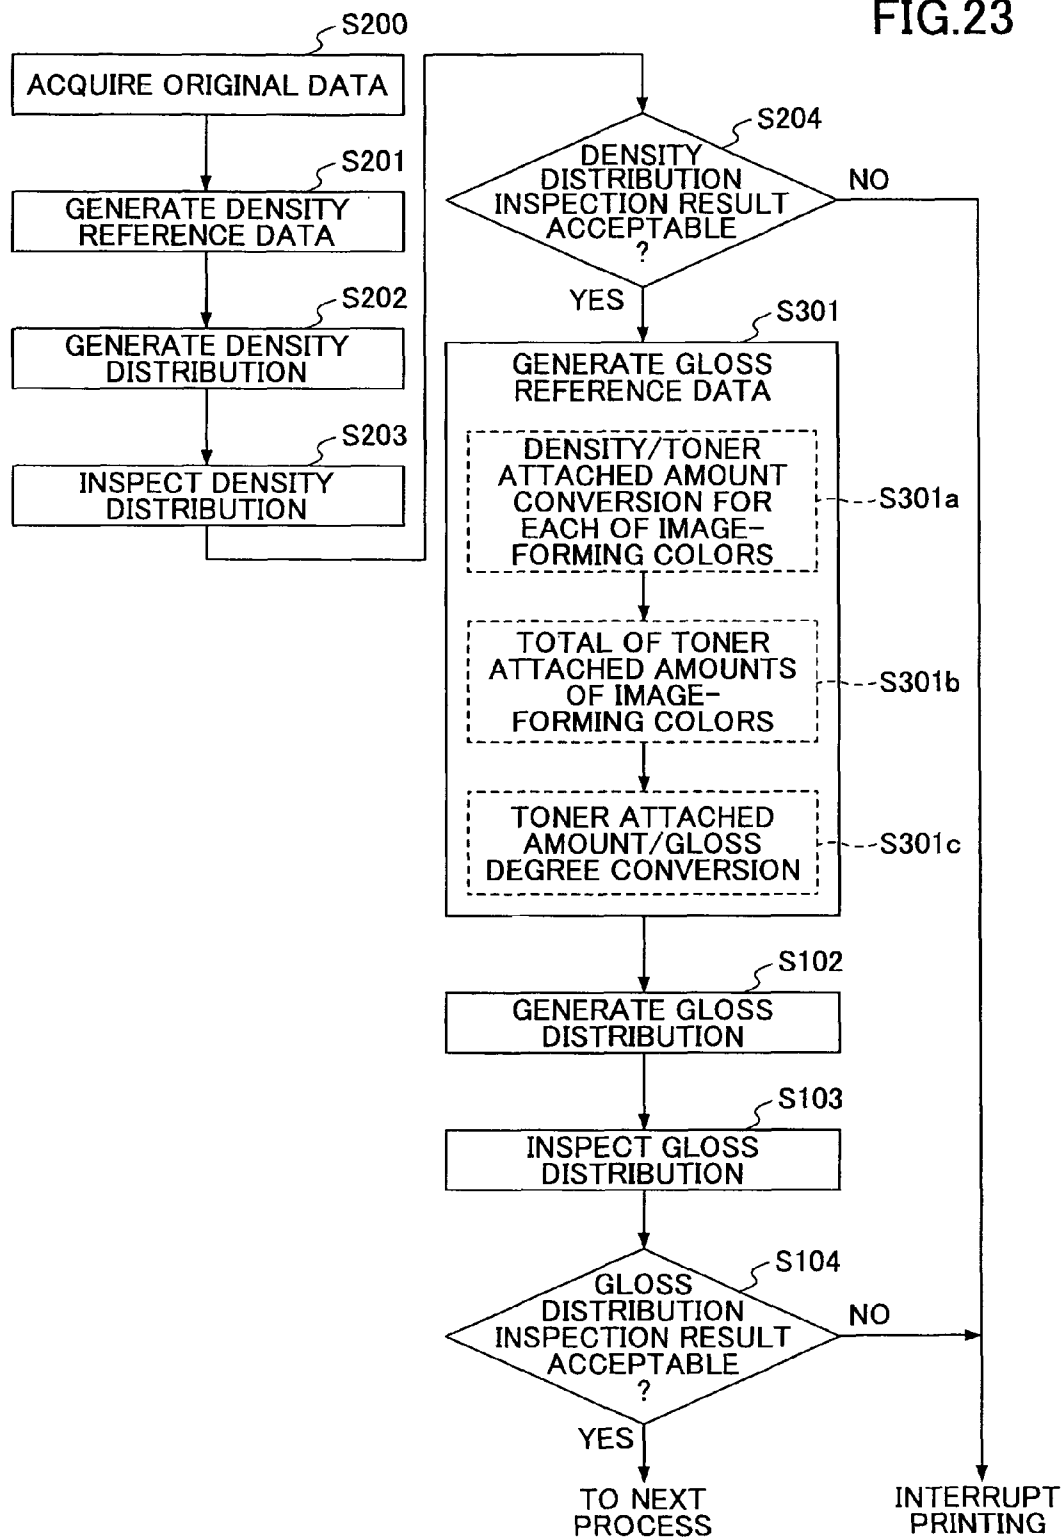 FIG.23
S200
ACQUIRE ORIGINAL DATA
S201
GENERATE DENSITY
REFERENCE DATA
S202
GENERATE DENSITY
DISTRIBUTION
S203
INSPECT DENSITY
DISTRIBUTION
S204
DENSITY
DISTRIBUTION
INSPECTION RESULT
ACCEPTABLE
?
NO
YES
S301
GENERATE GLOSS
REFERENCE DATA
DENSITY/TONER
ATTACHED AMOUNT
CONVERSION FOR
EACH OF IMAGE-
FORMING COLORS
S301a
TOTAL OF TONER
ATTACHED AMOUNTS
OF IMAGE-
FORMING COLORS
S301b
TONER ATTACHED
AMOUNT/GLOSS
DEGREE CONVERSION
S301c
S102
GENERATE GLOSS
DISTRIBUTION
S103
INSPECT GLOSS
DISTRIBUTION
S104
GLOSS
DISTRIBUTION
INSPECTION RESULT
ACCEPTABLE
?
NO
YES
TO NEXT
PROCESS
INTERRUPT
PRINTING